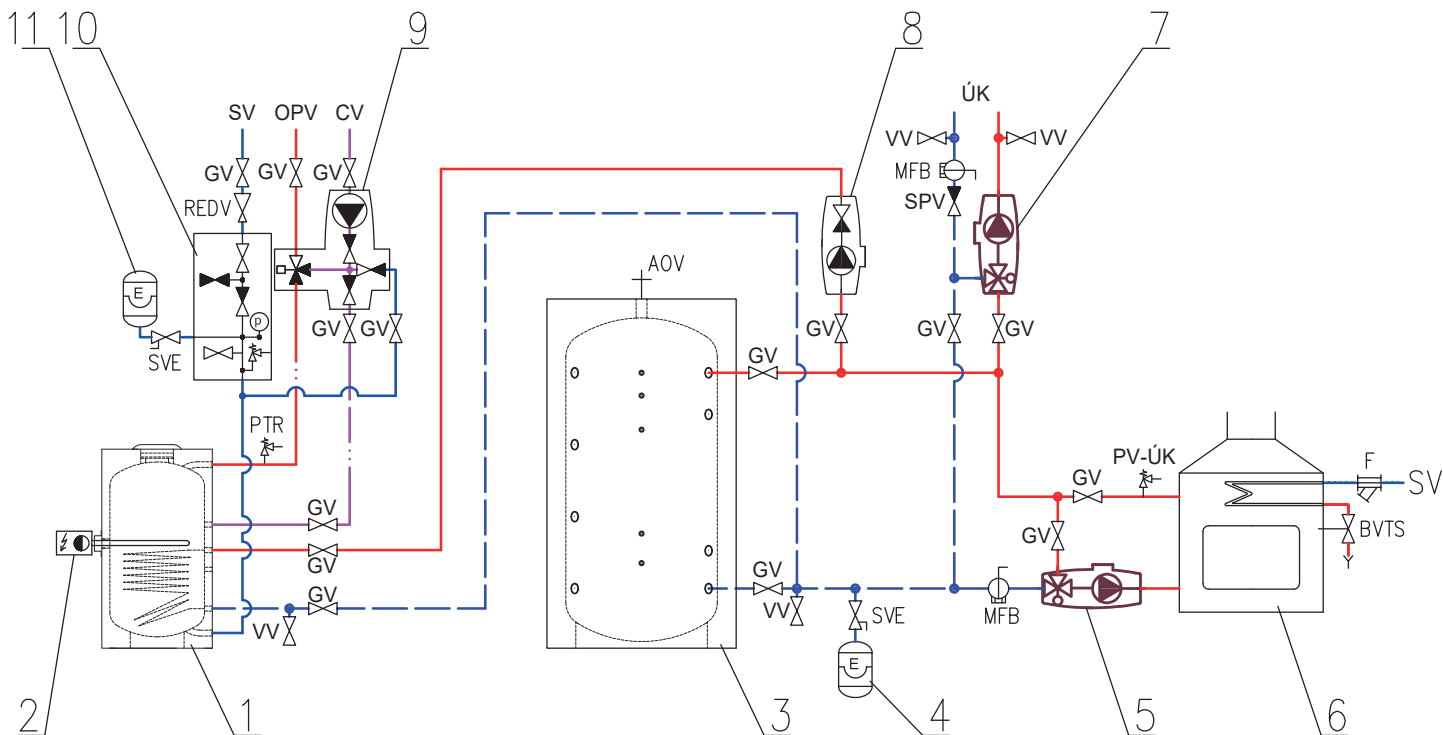 11 10 9 8 7
ÚK
SV OPV CV
VV VV
GV GV GV
MFB E
REDV
SPV
AOV
E
p
GV GV
GV GV GV
SVE
GV
PTR
PV-ÚK
F
GV
SV
GV
GV
BVTS
GV
GV
GV
VV
VV
SVE
MFB
E
2 1 3 4 5 6